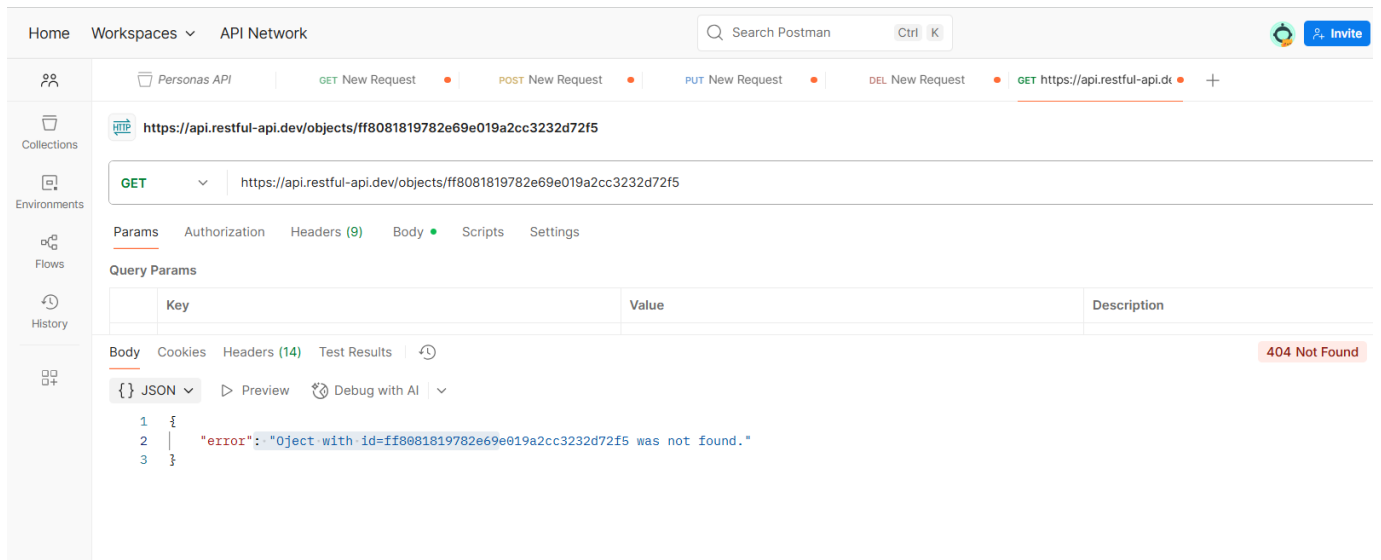 Home Workspaces API Network Search Postman Ctrl K Invite
Personas API GET New Request POST New Request PUT New Request DEL New Request GET https://api.restful-api.de
HTTP https://api.restful-api.dev/objects/ff8081819782e69e019a2cc3232d72f5
Collections
GET https://api.restful-api.dev/objects/ff8081819782e69e019a2cc3232d72f5
Environments
Params Authorization Headers (9) Body Scripts Settings
Flows
Query Params
Key Value Description
History
Body Cookies Headers (14) Test Results 404 Not Found
{} JSON Preview Debug with AI
1 {
2 "error": "Oject with id=ff8081819782e69e019a2cc3232d72f5 was not found."
3 }